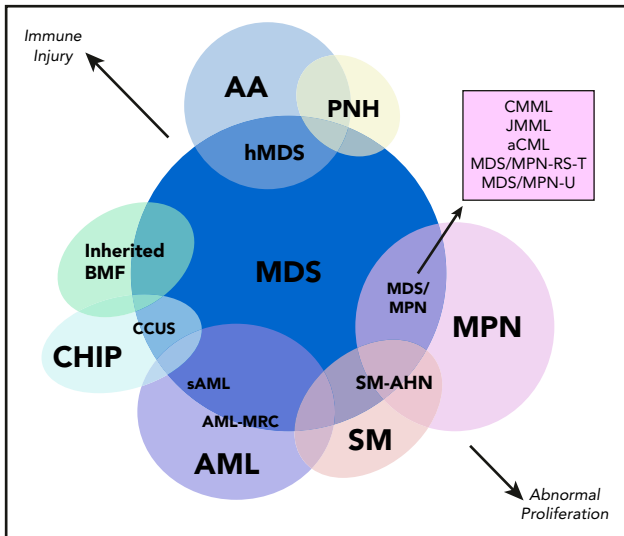 Immune
Injury
AA
PNH
hMDS
CMML
JMML
aCML
MDS/MPN-RS-T
MDS/MPN-U
Inherited
BMF
MDS
MDS/
MPN
MPN
CCUS
CHIP
sAML
SM-AHN
AML-MRC
SM
AML
Abnormal
Proliferation